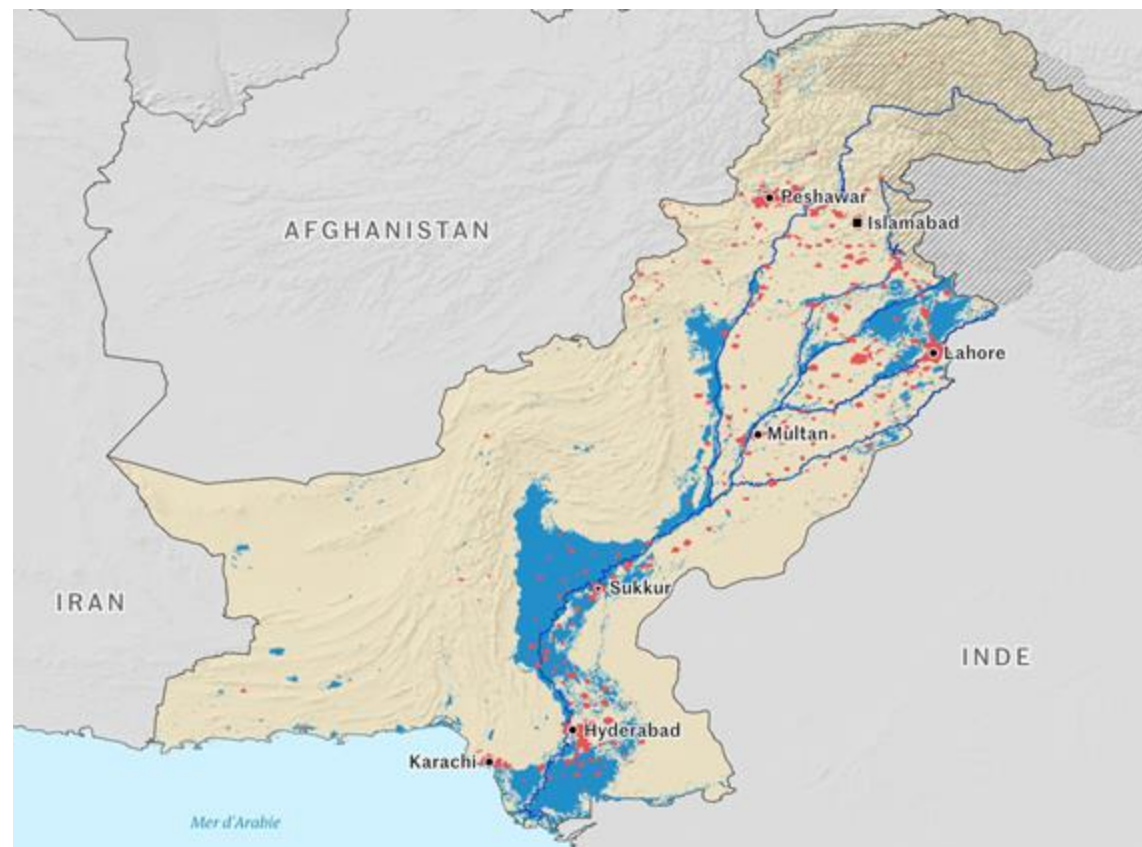 Peshawar
Islamabad
AFGHANISTAN
Lahore
Multan
Sukkur
IRAN
INDE
Hyderabad
Karachi
Mer d'Arabie